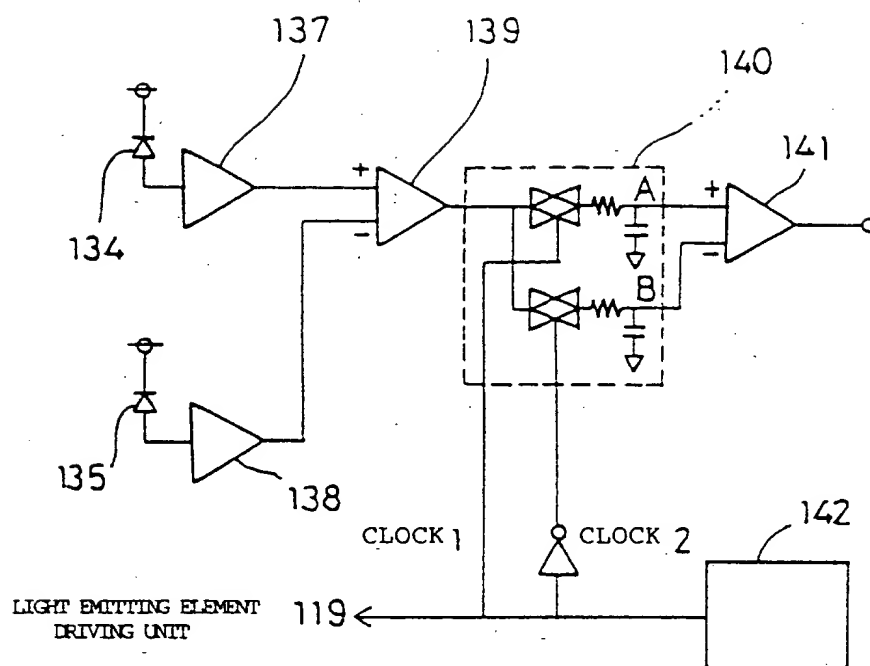 137
139
140
134
+
-
A
+
141
-
B
135
138
CLOCK 1
CLOCK 2
142
LIGHT EMITTING ELEMENT
DRIVING UNIT
119